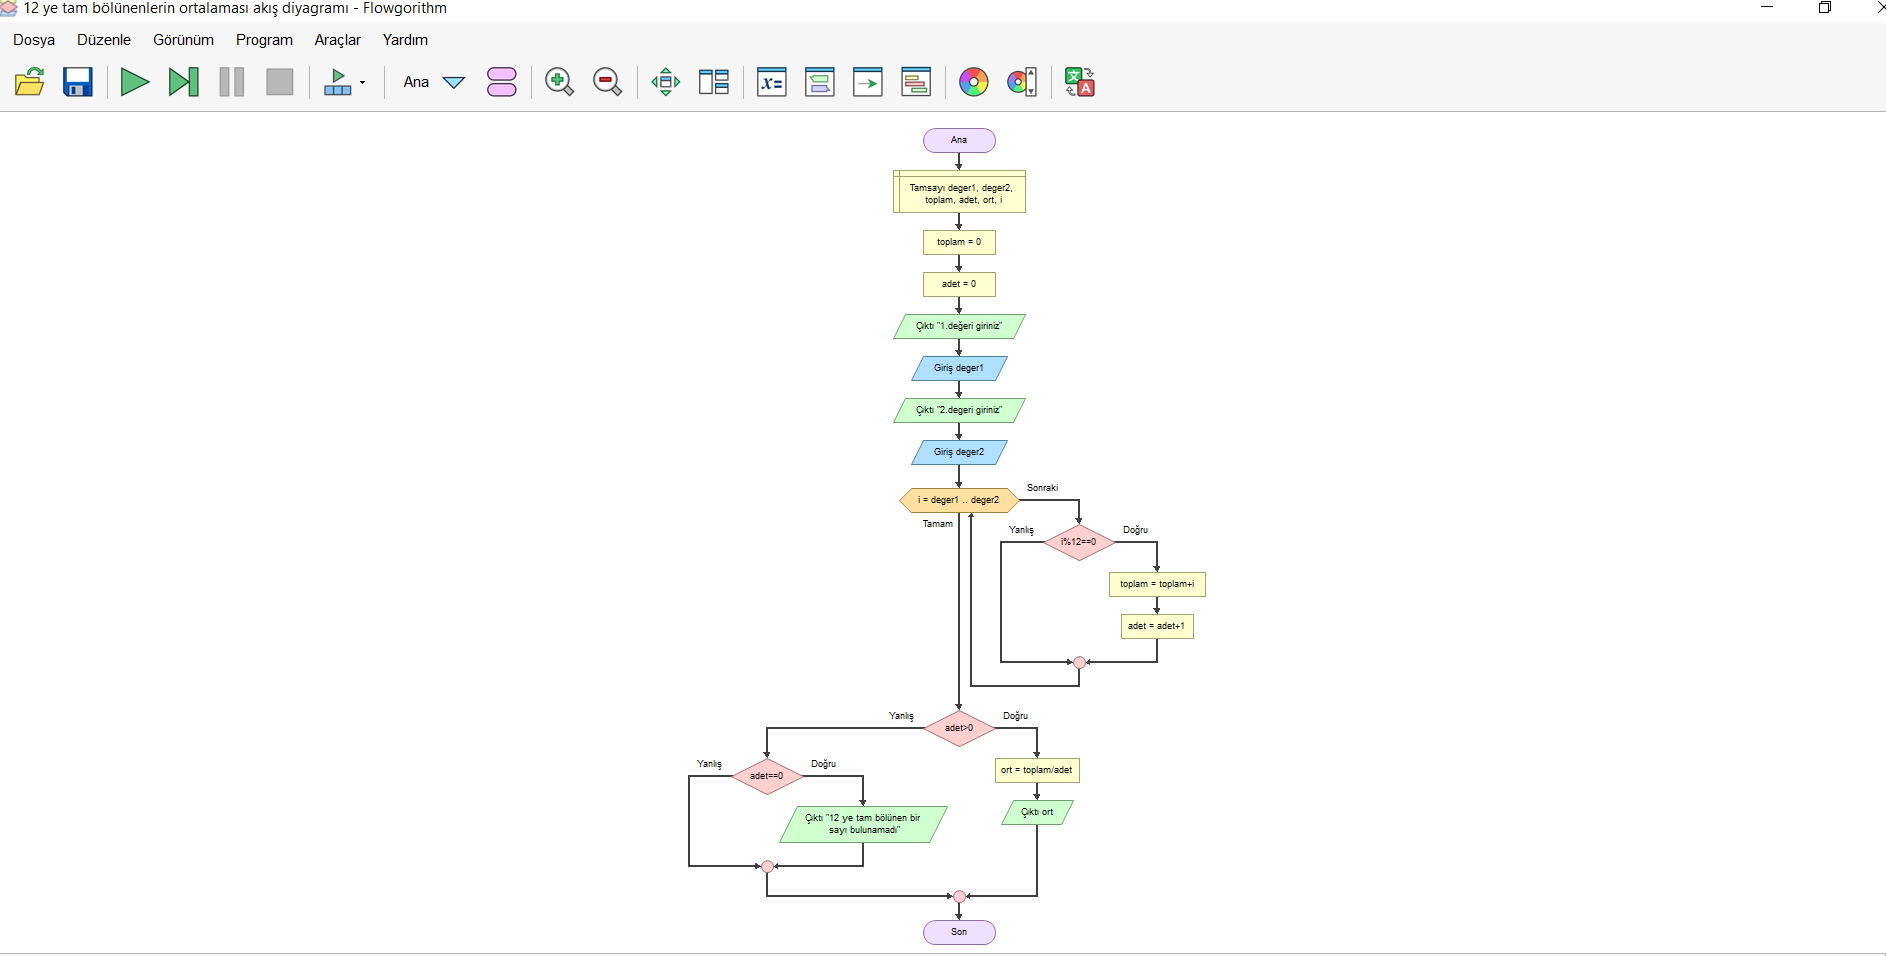 12 ye tam bölünenlerin ortalaması akış diyagramı - Flowgorithm
Dosya Düzenle Görünüm Program Araçlar Yardım
Ana
x=
文
A
Ana
Tamsayı deger1, deger2,
toplam, adet, ort, i
toplam = 0
adet = 0
Çıktı "1.değeri giriniz"
Giriş deger1
Çıktı "2.degeri giriniz"
Giriş deger2
i = deger1 .. deger2
Sonraki
Tamam
Yanlış
Doğru
i%12==0
toplam = toplam+i
adet = adet+1
Yanlış
Doğru
adet>0
Yanlış
Doğru
adet==0
ort = toplam/adet
Çıktı "12 ye tam bölünen bir
sayı bulunamadı"
Çıktı ort
Son